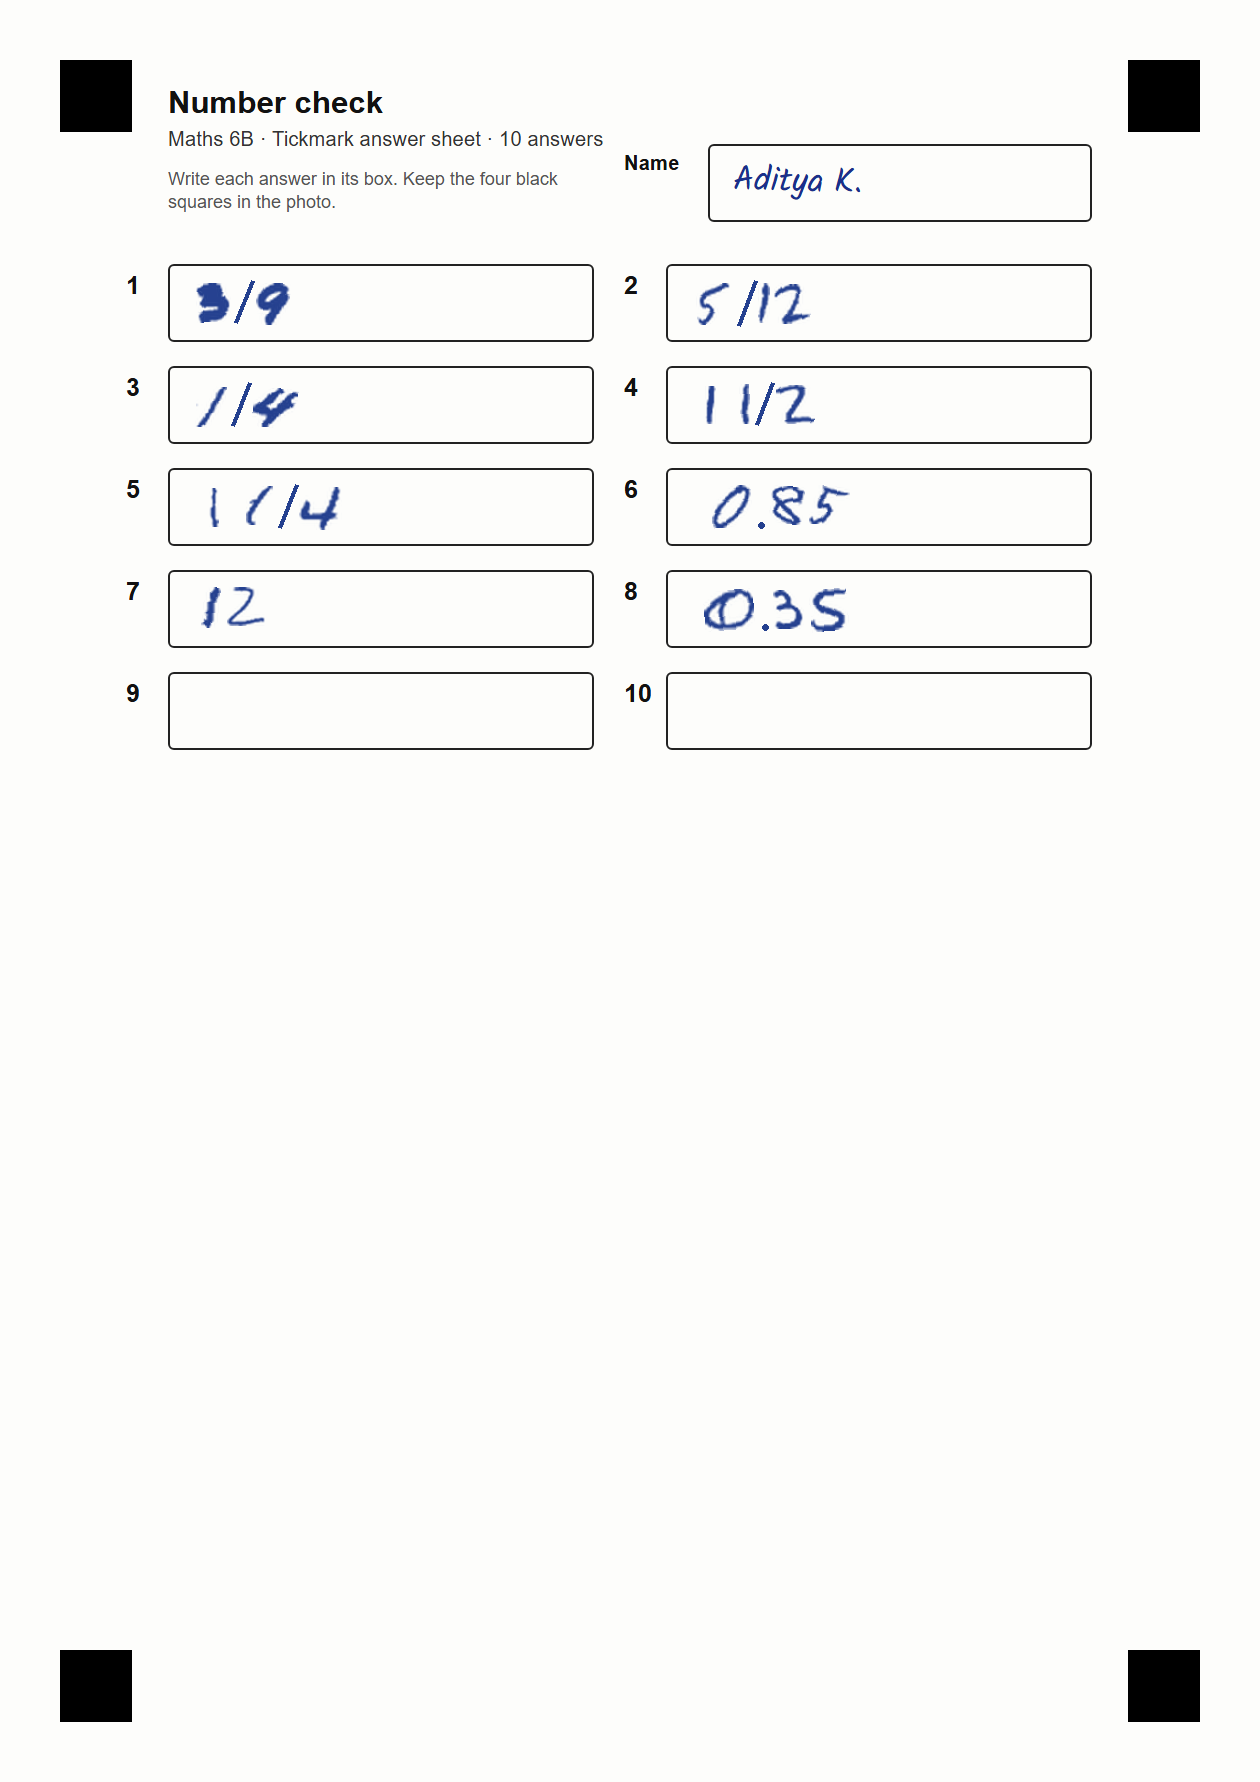 Number check
Maths 6B · Tickmark answer sheet · 10 answers
Write each answer in its box. Keep the four black
squares in the photo.
Name Aditya K.
1 3/9
2 5/12
3 1/4
4 1 1/2
5 1 1/4
6 0.85
7 12
8 0.35
9
10